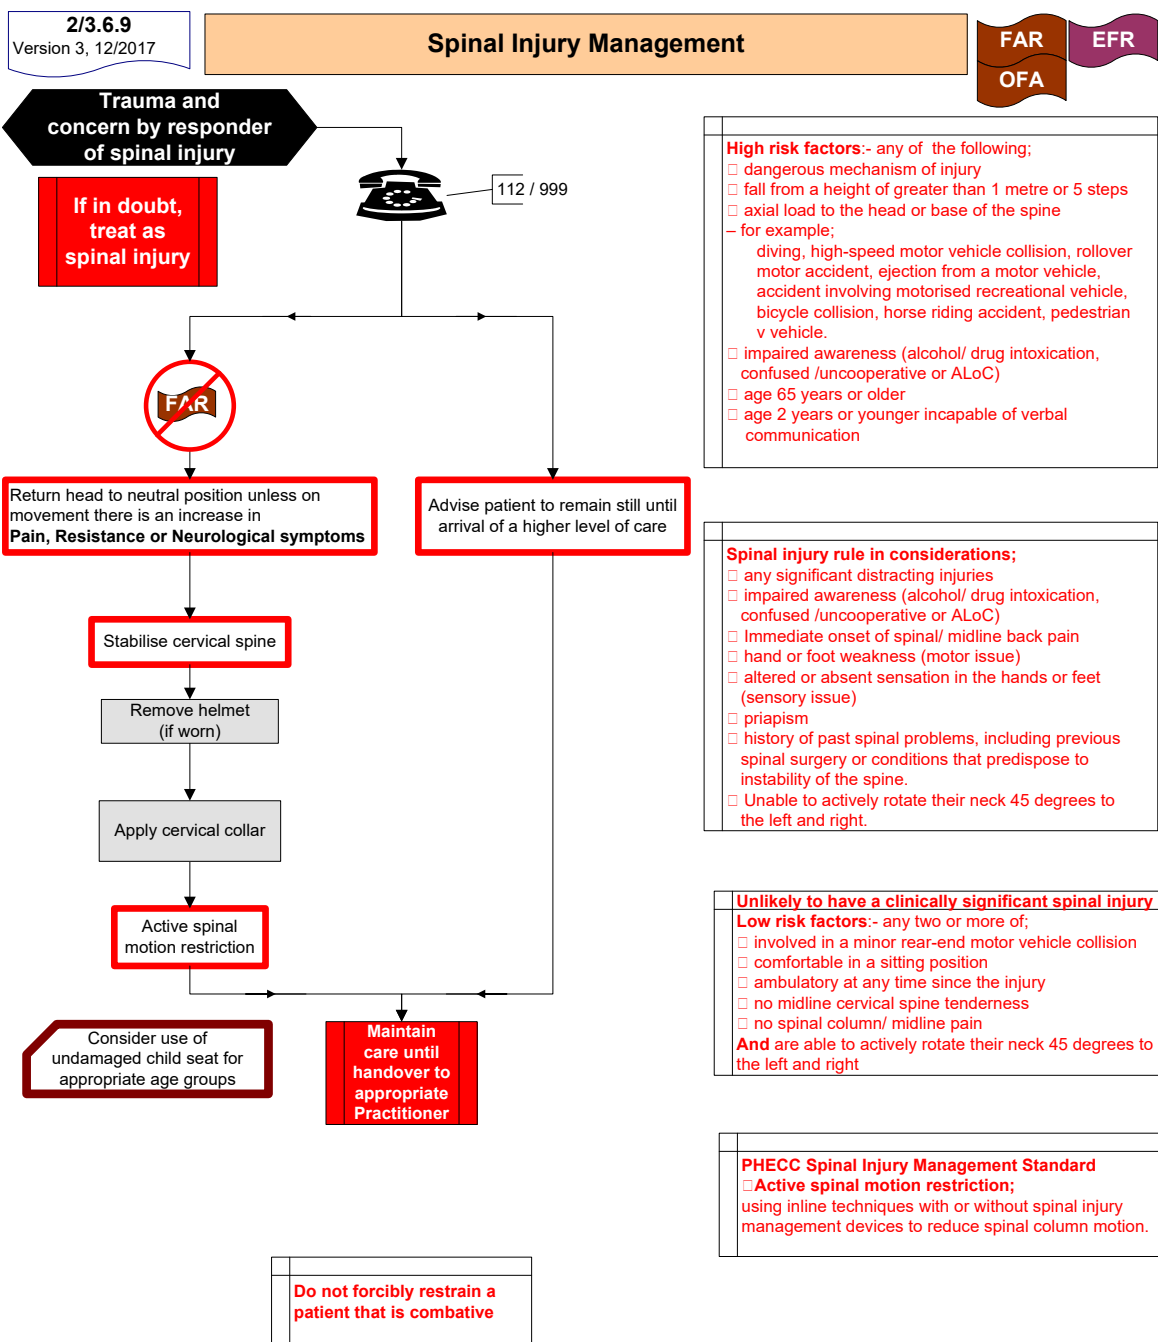 2/3.6.9
Version 3, 12/2017
Spinal Injury Management
FAR
EFR
OFA
Trauma and
concern by responder
of spinal injury
If in doubt,
treat as
spinal injury
112 / 999
FAR
Return head to neutral position unless on
movement there is an increase in
Pain, Resistance or Neurological symptoms
Advise patient to remain still until
arrival of a higher level of care
Stabilise cervical spine
Remove helmet
(if worn)
Apply cervical collar
Active spinal
motion restriction
Consider use of
undamaged child seat for
appropriate age groups
Maintain
care until
handover to
appropriate
Practitioner
Do not forcibly restrain a
patient that is combative
High risk factors:- any of the following;
□ dangerous mechanism of injury
□ fall from a height of greater than 1 metre or 5 steps
□ axial load to the head or base of the spine
– for example;
diving, high-speed motor vehicle collision, rollover
motor accident, ejection from a motor vehicle,
accident involving motorised recreational vehicle,
bicycle collision, horse riding accident, pedestrian
v vehicle.
□ impaired awareness (alcohol/ drug intoxication,
confused /uncooperative or ALoC)
□ age 65 years or older
□ age 2 years or younger incapable of verbal
communication
Spinal injury rule in considerations;
□ any significant distracting injuries
□ impaired awareness (alcohol/ drug intoxication,
confused /uncooperative or ALoC)
□ Immediate onset of spinal/ midline back pain
□ hand or foot weakness (motor issue)
□ altered or absent sensation in the hands or feet
(sensory issue)
□ priapism
□ history of past spinal problems, including previous
spinal surgery or conditions that predispose to
instability of the spine.
□ Unable to actively rotate their neck 45 degrees to
the left and right.
Unlikely to have a clinically significant spinal injury
Low risk factors:- any two or more of;
□ involved in a minor rear-end motor vehicle collision
□ comfortable in a sitting position
□ ambulatory at any time since the injury
□ no midline cervical spine tenderness
□ no spinal column/ midline pain
And are able to actively rotate their neck 45 degrees to
the left and right
PHECC Spinal Injury Management Standard
□Active spinal motion restriction;
using inline techniques with or without spinal injury
management devices to reduce spinal column motion.